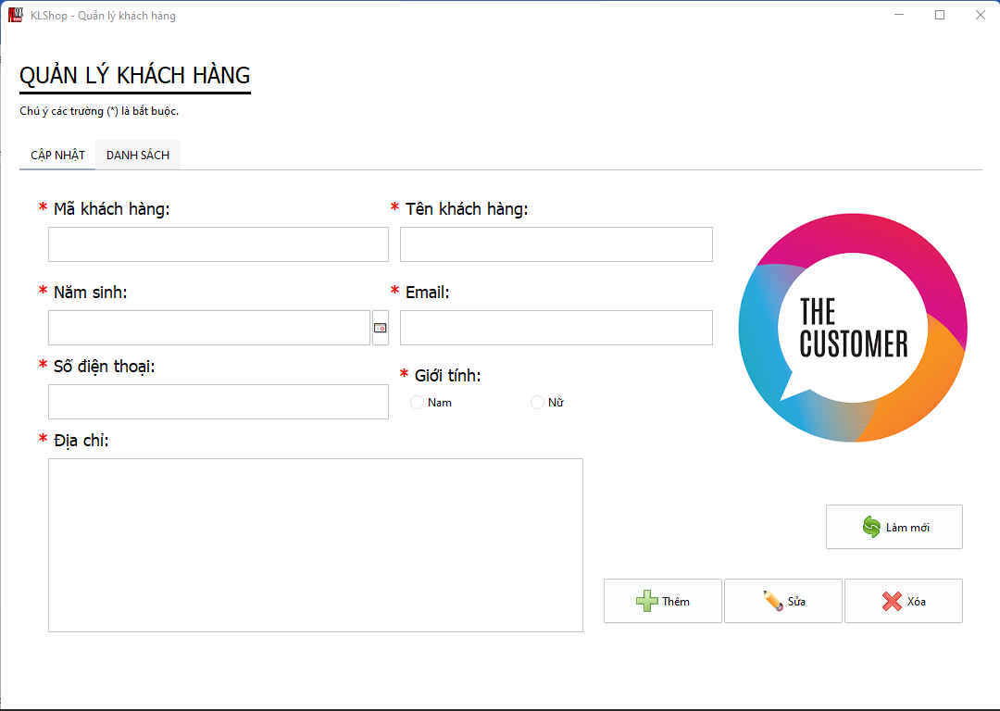 KLShop - Quản lý khách hàng
QUẢN LÝ KHÁCH HÀNG
Chú ý các trường (*) là bắt buộc.
CẬP NHẬT DANH SÁCH
* Mã khách hàng: * Tên khách hàng:
* Năm sinh: * Email:
* Số điện thoại: * Giới tính:
Nam Nữ
* Địa chỉ:
THE
CUSTOMER
Làm mới
Thêm Sửa Xóa